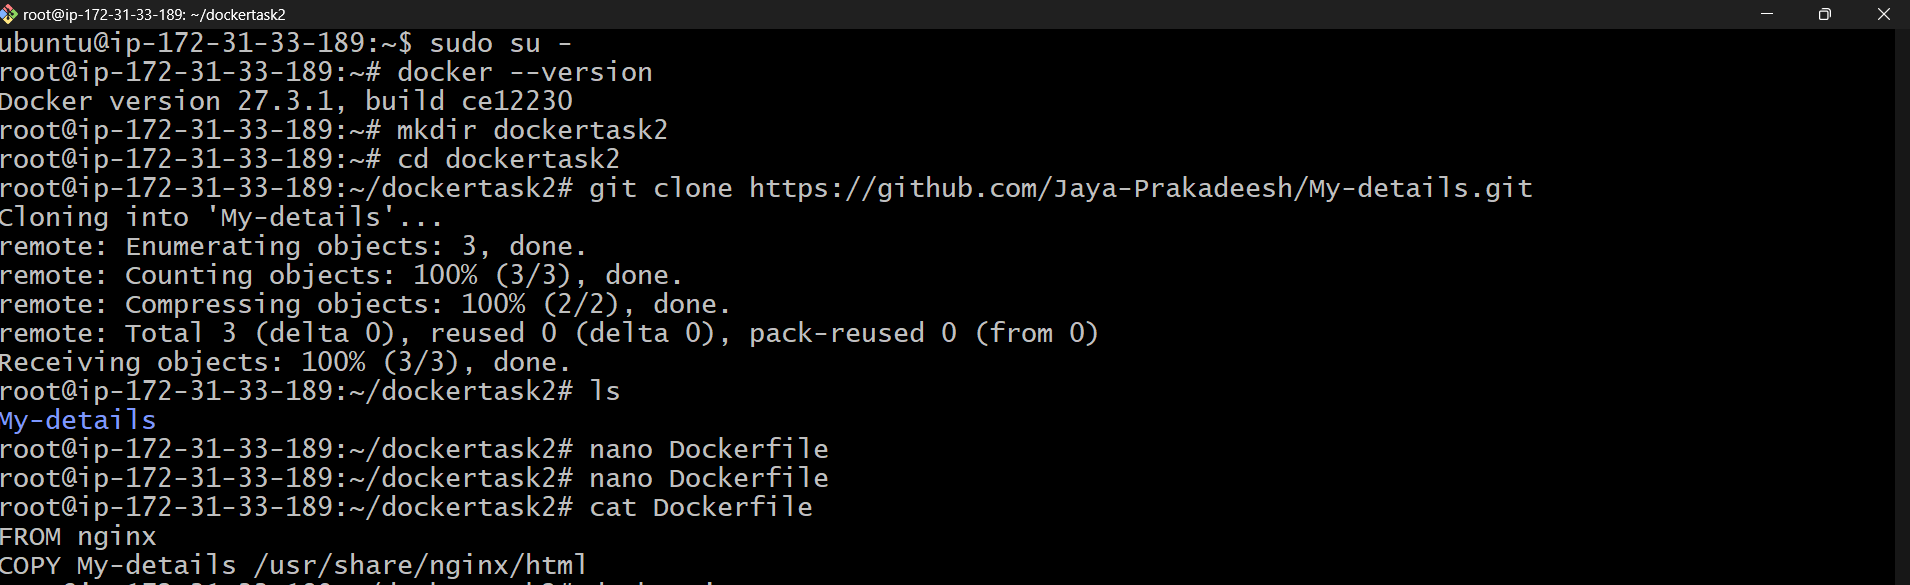 root@ip-172-31-33-189: ~/dockertask2
ubuntu@ip-172-31-33-189:~$ sudo su -
root@ip-172-31-33-189:~# docker --version
Docker version 27.3.1, build ce12230
root@ip-172-31-33-189:~# mkdir dockertask2
root@ip-172-31-33-189:~# cd dockertask2
root@ip-172-31-33-189:~/dockertask2# git clone https://github.com/Jaya-Prakadeesh/My-details.git
Cloning into 'My-details'...
remote: Enumerating objects: 3, done.
remote: Counting objects: 100% (3/3), done.
remote: Compressing objects: 100% (2/2), done.
remote: Total 3 (delta 0), reused 0 (delta 0), pack-reused 0 (from 0)
Receiving objects: 100% (3/3), done.
root@ip-172-31-33-189:~/dockertask2# ls
My-details
root@ip-172-31-33-189:~/dockertask2# nano Dockerfile
root@ip-172-31-33-189:~/dockertask2# nano Dockerfile
root@ip-172-31-33-189:~/dockertask2# cat Dockerfile
FROM nginx
COPY My-details /usr/share/nginx/html